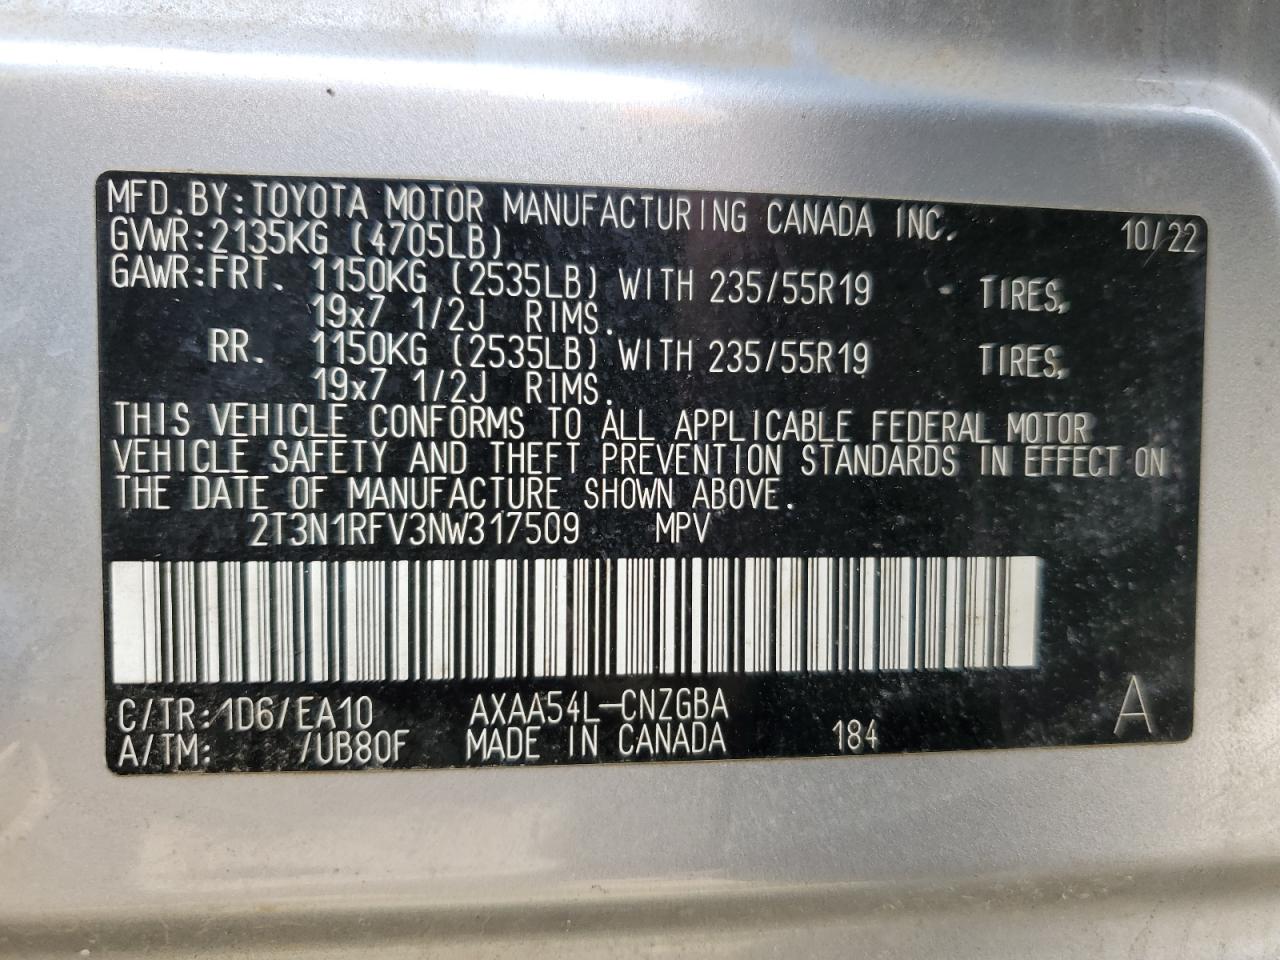 MFD.BY:TOYOTA MOTOR MANUFACTURING CANADA INC. 10/22
GVWR:2135KG (4705LB)
GAWR:FRT. 1150KG (2535LB) WITH 235/55R19 TIRES,
19x7 1/2J RIMS.
RR. 1150KG (2535LB) WITH 235/55R19 TIRES,
19x7 1/2J RIMS.
THIS VEHICLE CONFORMS TO ALL APPLICABLE FEDERAL MOTOR
VEHICLE SAFETY AND THEFT PREVENTION STANDARDS IN EFFECT ON
THE DATE OF MANUFACTURE SHOWN ABOVE.
2T3N1RFV3NW317509 MPV
C/TR:1D6/EA10 AXAA54L-CNZGBA A
A/TM: /UB80F MADE IN CANADA 184